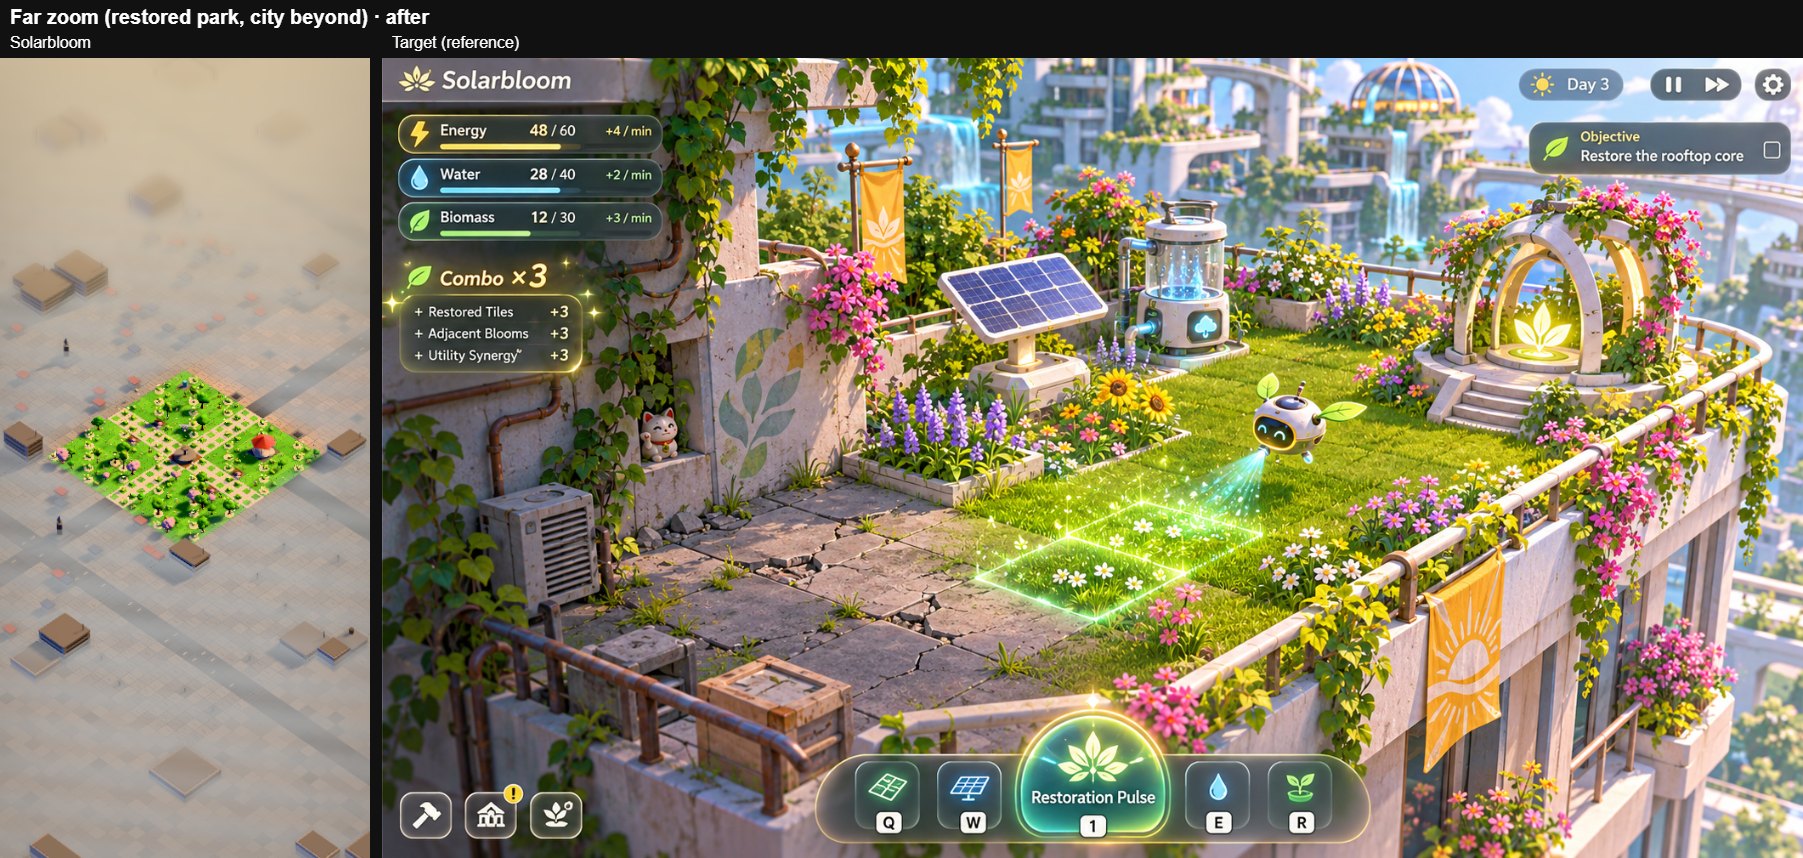 Far zoom (restored park, city beyond) · after
Solarbloom
Target (reference)
Solarbloom
Energy 48 / 60 +4 / min
Water 28 / 40 +2 / min
Biomass 12 / 30 +3 / min
Combo ×3
+ Restored Tiles +3
+ Adjacent Blooms +3
+ Utility Synergy +3
Day 3
Objective
Restore the rooftop core
!
Restoration Pulse
Q
W
1
E
R